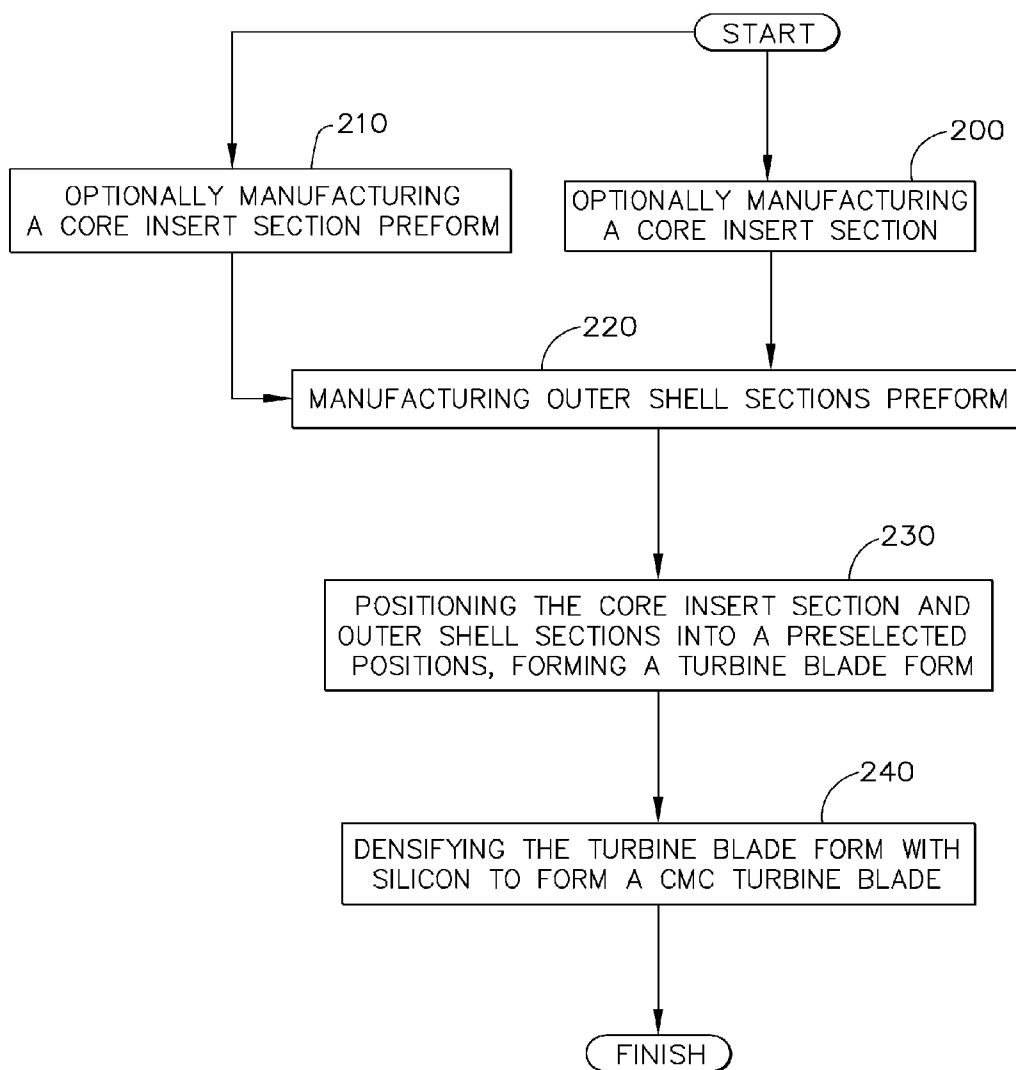 START
210
200
OPTIONALLY MANUFACTURING
A CORE INSERT SECTION PREFORM
OPTIONALLY MANUFACTURING
A CORE INSERT SECTION
220
MANUFACTURING OUTER SHELL SECTIONS PREFORM
230
POSITIONING THE CORE INSERT SECTION AND
OUTER SHELL SECTIONS INTO A PRESELECTED
POSITIONS, FORMING A TURBINE BLADE FORM
240
DENSIFYING THE TURBINE BLADE FORM WITH
SILICON TO FORM A CMC TURBINE BLADE
FINISH